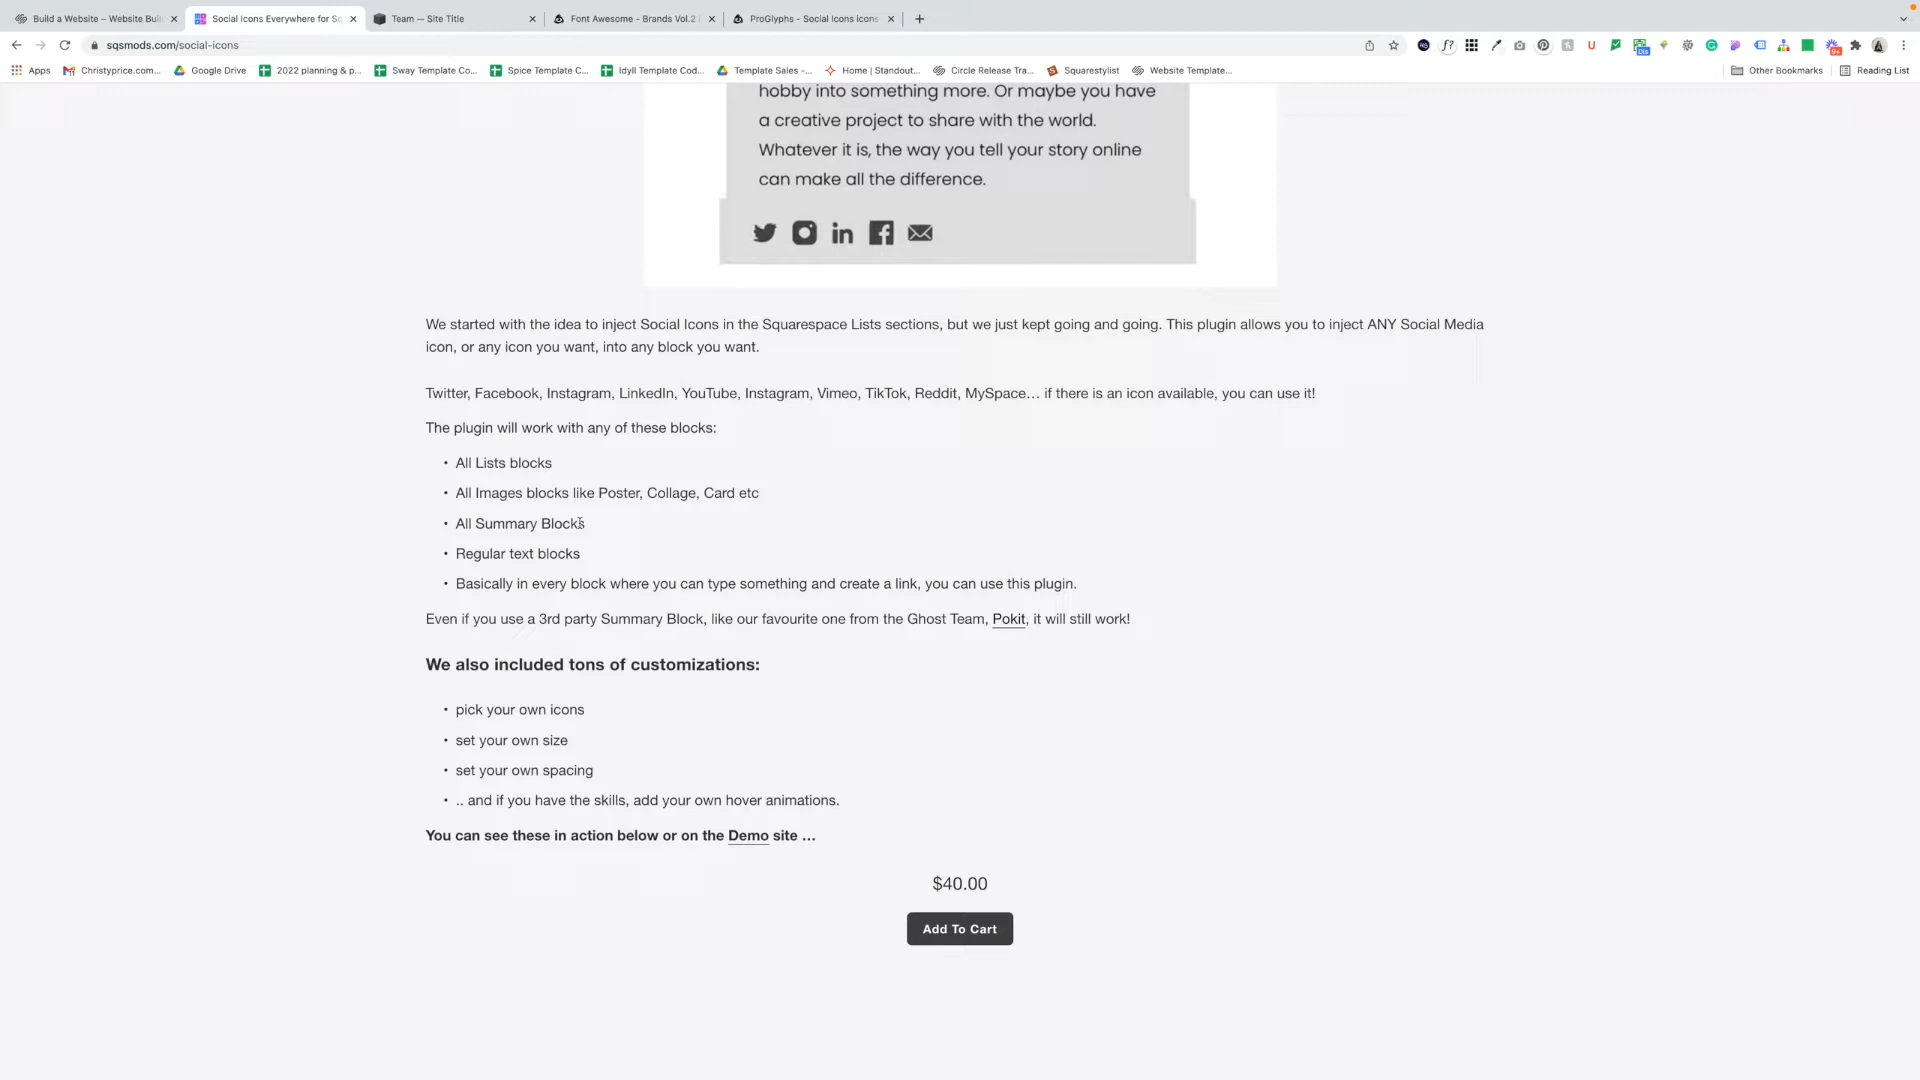 Build a Website – Website Buil
Social Icons Everywhere for Sq
Team — Site Title
Font Awesome - Brands Vol.2
ProGlyphs - Social Icons icons
sqsmods.com/social-icons
Apps
Christyprice.com...
Google Drive
2022 planning & p...
Sway Template Co...
Spice Template C...
Idyll Template Cod...
Template Sales -...
Home | Standout...
Circle Release Tra...
Squarestylist
Website Template...
Other Bookmarks
Reading List
hobby into something more. Or maybe you have
a creative project to share with the world.
Whatever it is, the way you tell your story online
can make all the difference.
We started with the idea to inject Social Icons in the Squarespace Lists sections, but we just kept going and going. This plugin allows you to inject ANY Social Media
icon, or any icon you want, into any block you want.
Twitter, Facebook, Instagram, LinkedIn, YouTube, Instagram, Vimeo, TikTok, Reddit, MySpace… if there is an icon available, you can use it!
The plugin will work with any of these blocks:
• All Lists blocks
• All Images blocks like Poster, Collage, Card etc
• All Summary Blocks
• Regular text blocks
• Basically in every block where you can type something and create a link, you can use this plugin.
Even if you use a 3rd party Summary Block, like our favourite one from the Ghost Team, Pokit, it will still work!
We also included tons of customizations:
• pick your own icons
• set your own size
• set your own spacing
• .. and if you have the skills, add your own hover animations.
You can see these in action below or on the Demo site …
$40.00
Add To Cart